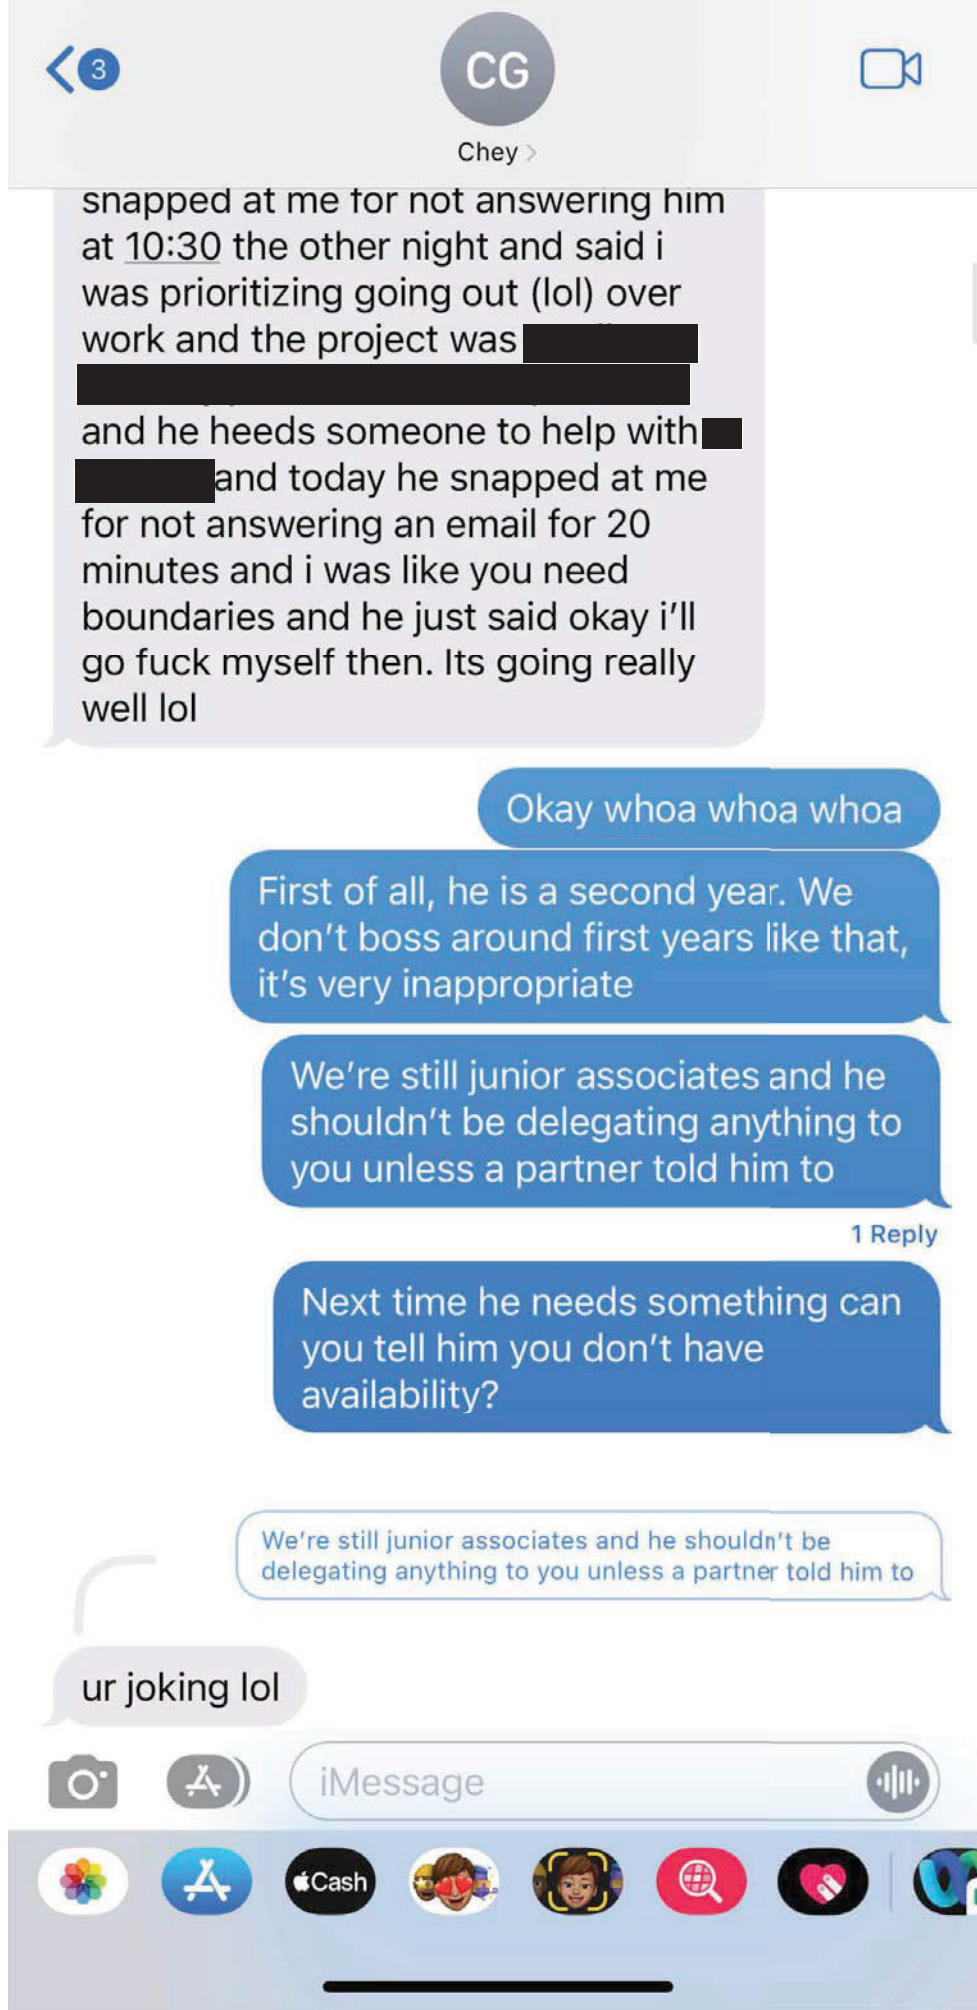 3
CG
Chey
snapped at me for not answering him
at 10:30 the other night and said i
was prioritizing going out (lol) over
work and the project was
and he heeds someone to help with
and today he snapped at me
for not answering an email for 20
minutes and i was like you need
boundaries and he just said okay i'll
go fuck myself then. Its going really
well lol
Okay whoa whoa whoa
First of all, he is a second year. We
don't boss around first years like that,
it's very inappropriate
We're still junior associates and he
shouldn't be delegating anything to
you unless a partner told him to
1 Reply
Next time he needs something can
you tell him you don't have
availability?
We're still junior associates and he shouldn't be
delegating anything to you unless a partner told him to
ur joking lol
iMessage
Cash